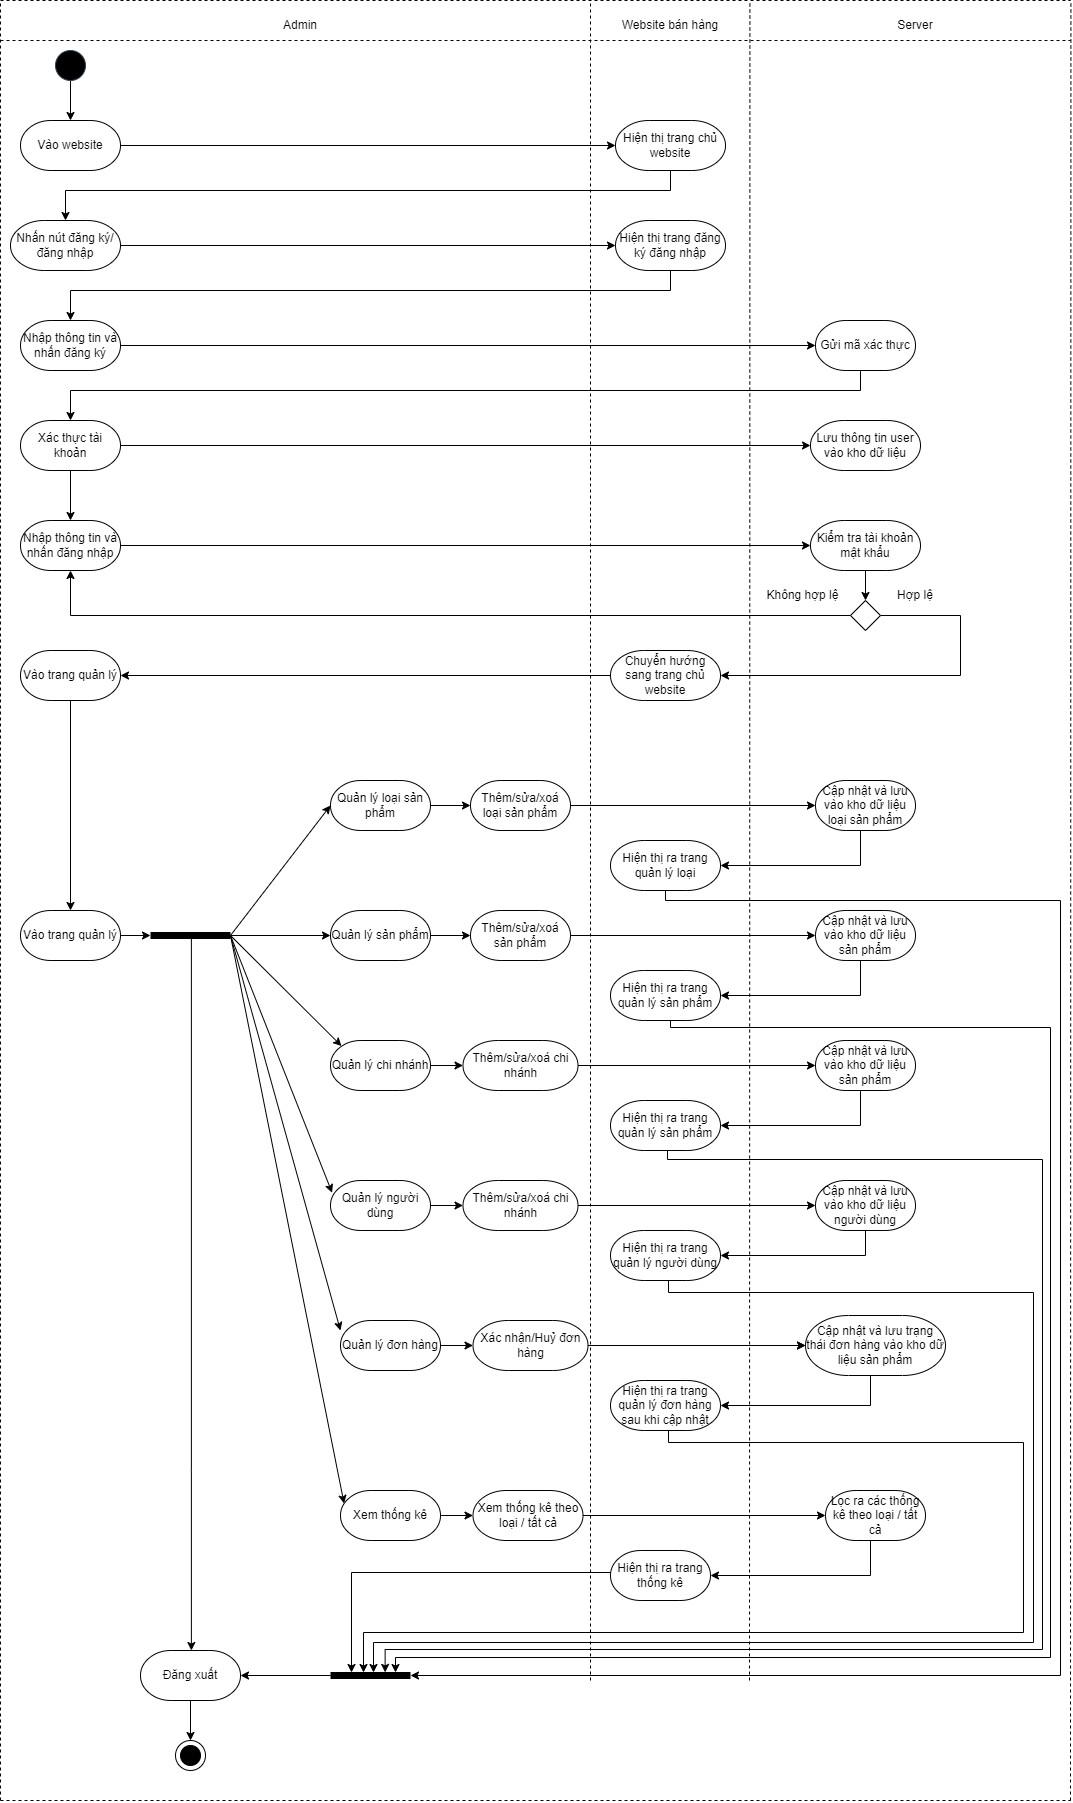 Admin
Website bán hàng
Server
Vào website
Hiện thị trang chủ
website
Nhấn nút đăng ký/
đăng nhập
Hiện thị trang đăng
ký đăng nhập
Nhập thông tin và
nhấn đăng ký
Gửi mã xác thực
Xác thực tài
khoản
Lưu thông tin user
vào kho dữ liệu
Nhập thông tin và
nhấn đăng nhập
Kiểm tra tài khoản
mật khẩu
Không hợp lệ
Hợp lệ
Vào trang quản lý
Chuyển hướng
sang trang chủ
website
Quản lý loại sản
phẩm
Thêm/sửa/xoá
loại sản phẩm
Cập nhật và lưu
vào kho dữ liệu
loại sản phẩm
Hiện thị ra trang
quản lý loại
Vào trang quản lý
Quản lý sản phẩm
Thêm/sửa/xoá
sản phẩm
Cập nhật và lưu
vào kho dữ liệu
sản phẩm
Hiện thị ra trang
quản lý sản phẩm
Quản lý chi nhánh
Thêm/sửa/xoá chi
nhánh
Cập nhật và lưu
vào kho dữ liệu
sản phẩm
Hiện thị ra trang
quản lý sản phẩm
Quản lý người
dùng
Thêm/sửa/xoá chi
nhánh
Cập nhật và lưu
vào kho dữ liệu
người dùng
Hiện thị ra trang
quản lý người dùng
Quản lý đơn hàng
Xác nhận/Huỷ đơn
hàng
Cập nhật và lưu trạng
thái đơn hàng vào kho dữ
liệu sản phẩm
Hiện thị ra trang
quản lý đơn hàng
sau khi cập nhật
Xem thống kê
Xem thống kê theo
loại / tất cả
Lọc ra các thống
kê theo loại / tất
cả
Hiện thị ra trang
thống kê
Đăng xuất